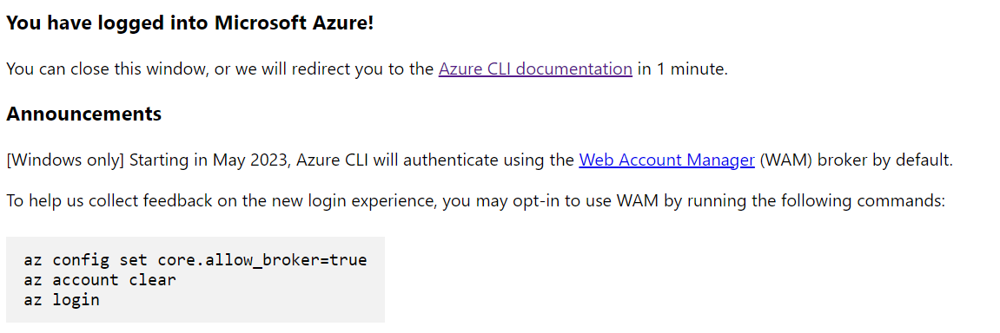 You have logged into Microsoft Azure!
You can close this window, or we will redirect you to the Azure CLI documentation in 1 minute.
Announcements
[Windows only] Starting in May 2023, Azure CLI will authenticate using the Web Account Manager (WAM) broker by default.
To help us collect feedback on the new login experience, you may opt-in to use WAM by running the following commands:
az config set core.allow_broker=true
az account clear
az login